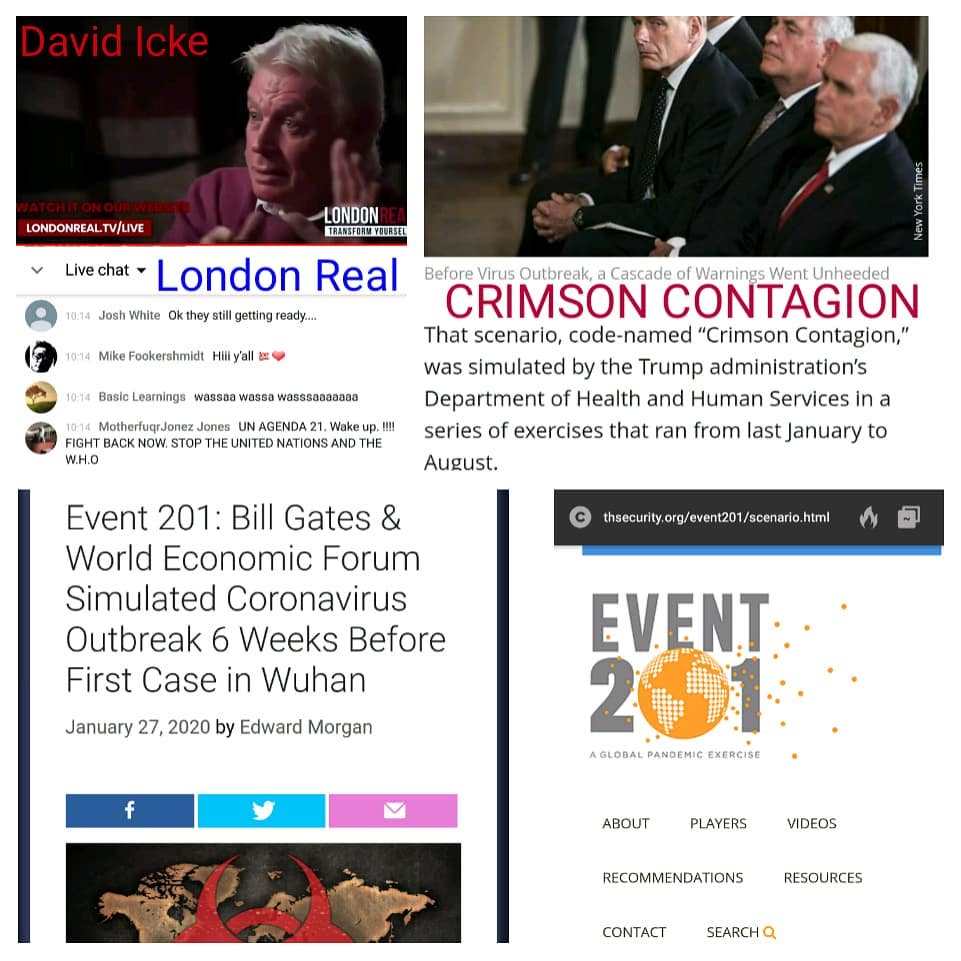 David Icke
WATCH IT ON OUR WEBSITE
LONDONREAL.TV/LIVE
LONDONREA
TRANSFORM YOURSEL
Live chat
London Real
10:14 Josh White Ok they still getting ready....
10:14 Mike Fookershmidt Hiii y'all 💯❤
10:14 Basic Learnings wassaa wassa wasssaaaaaaa
10:14 MotherfuqrJonez Jones UN AGENDA 21. Wake up. !!!!
FIGHT BACK NOW. STOP THE UNITED NATIONS AND THE
W.H.O
New York Times
Before Virus Outbreak, a Cascade of Warnings Went Unheeded
CRIMSON CONTAGION
That scenario, code-named “Crimson Contagion,”
was simulated by the Trump administration’s
Department of Health and Human Services in a
series of exercises that ran from last January to
August.
Event 201: Bill Gates &
World Economic Forum
Simulated Coronavirus
Outbreak 6 Weeks Before
First Case in Wuhan
January 27, 2020 by Edward Morgan
thsecurity.org/event201/scenario.html
EVENT
201
A GLOBAL PANDEMIC EXERCISE
ABOUT PLAYERS VIDEOS
RECOMMENDATIONS RESOURCES
CONTACT SEARCH